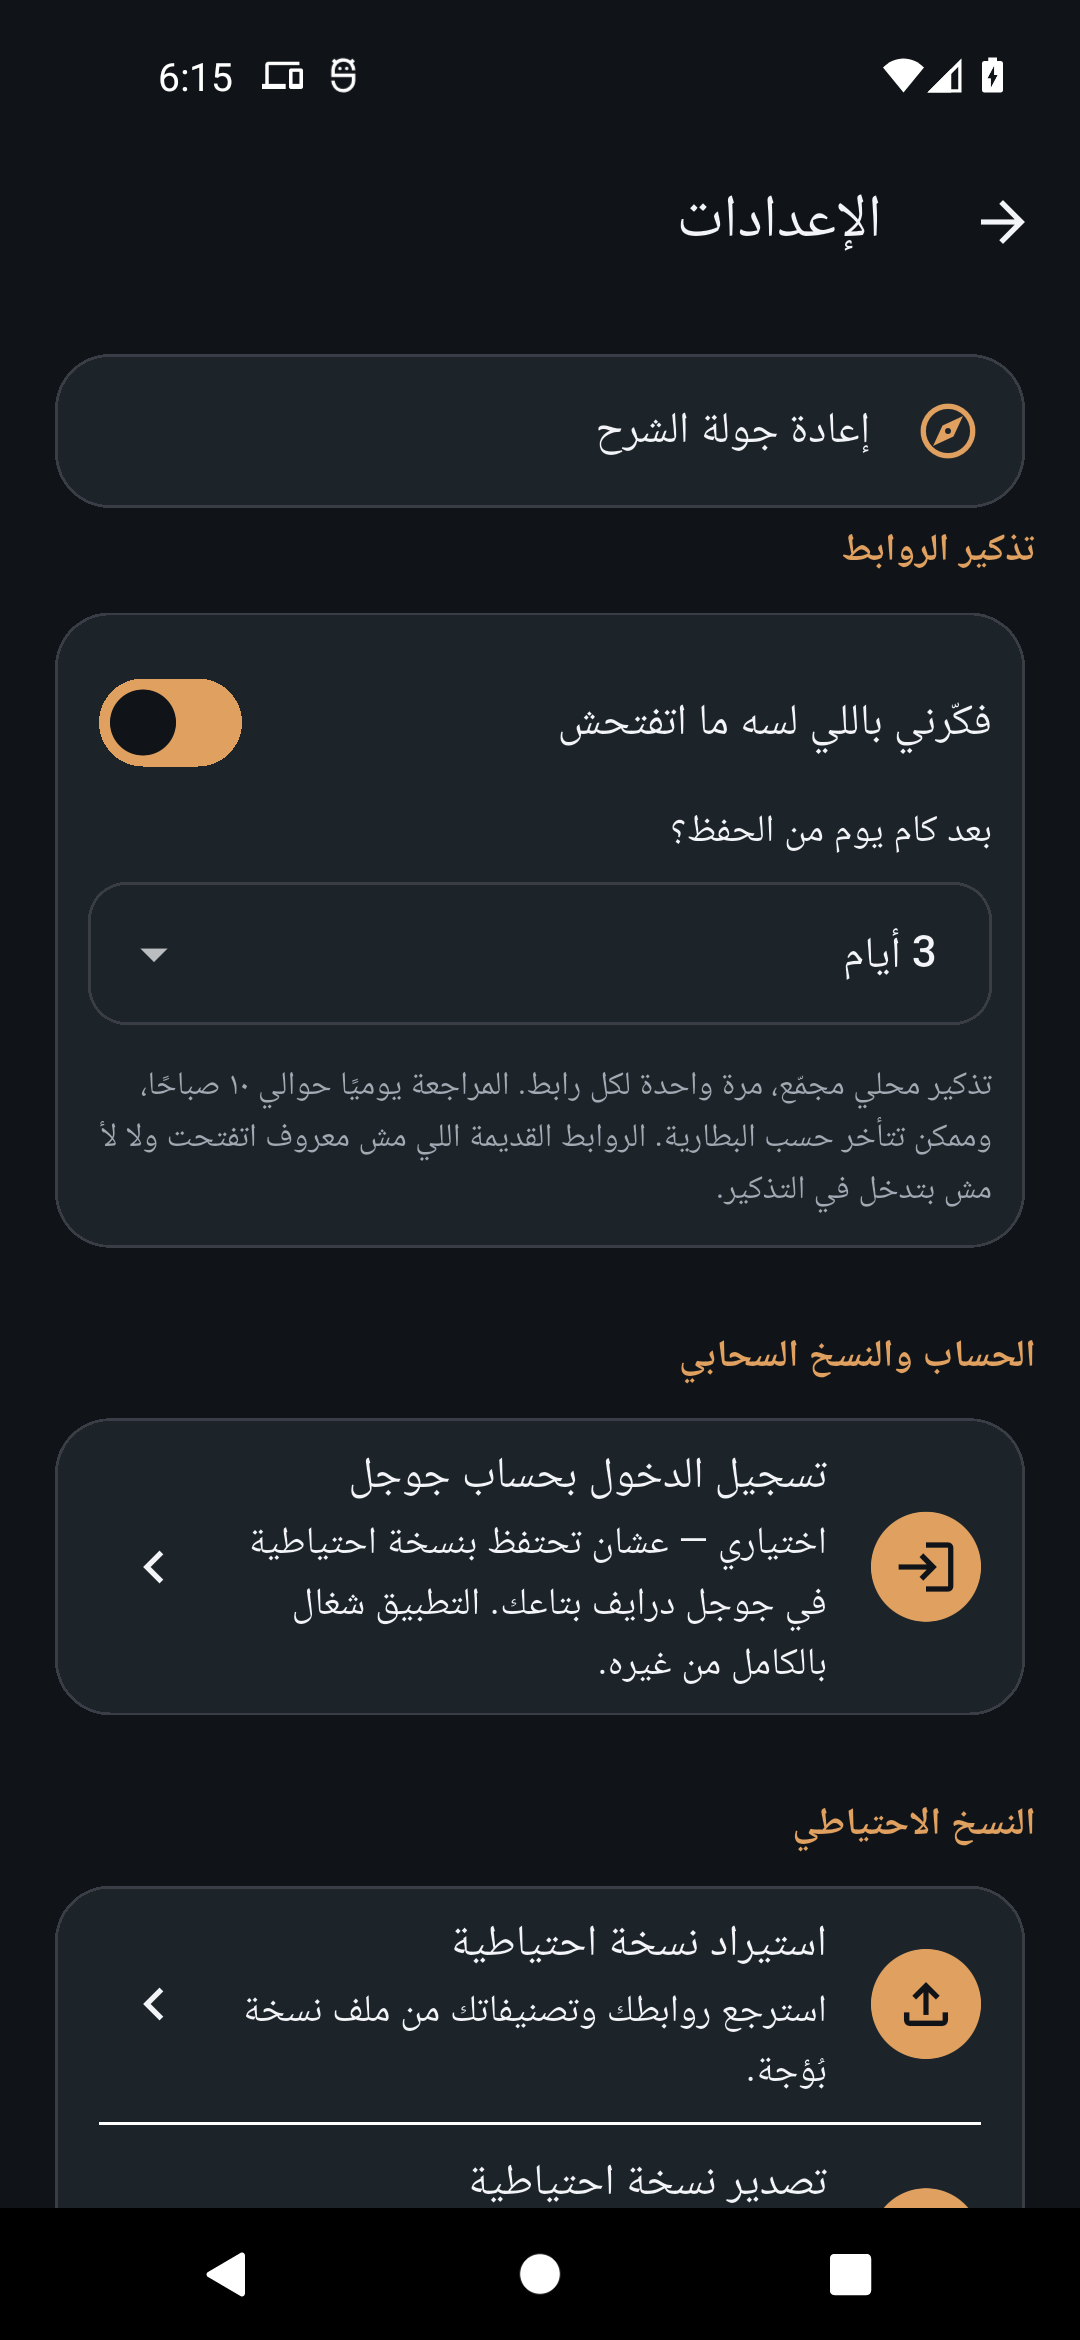 6:15
الإعدادات
إعادة جولة الشرح
تذكير الروابط
فكّرني باللي لسه ما اتفتحش
بعد كام يوم من الحفظ؟
3 أيام
تذكير محلي مجمّع، مرة واحدة لكل رابط. المراجعة يوميًا حوالي ١٠ صباحًا،
وممكن تتأخر حسب البطارية. الروابط القديمة اللي مش معروف اتفتحت ولا لأ
مش بتدخل في التذكير.
الحساب والنسخ السحابي
تسجيل الدخول بحساب جوجل
اختياري — عشان تحتفظ بنسخة احتياطية
في جوجل درايف بتاعك. التطبيق شغال
بالكامل من غيره.
النسخ الاحتياطي
استيراد نسخة احتياطية
استرجع روابطك وتصنيفاتك من ملف نسخة
بُؤجة.
تصدير نسخة احتياطية